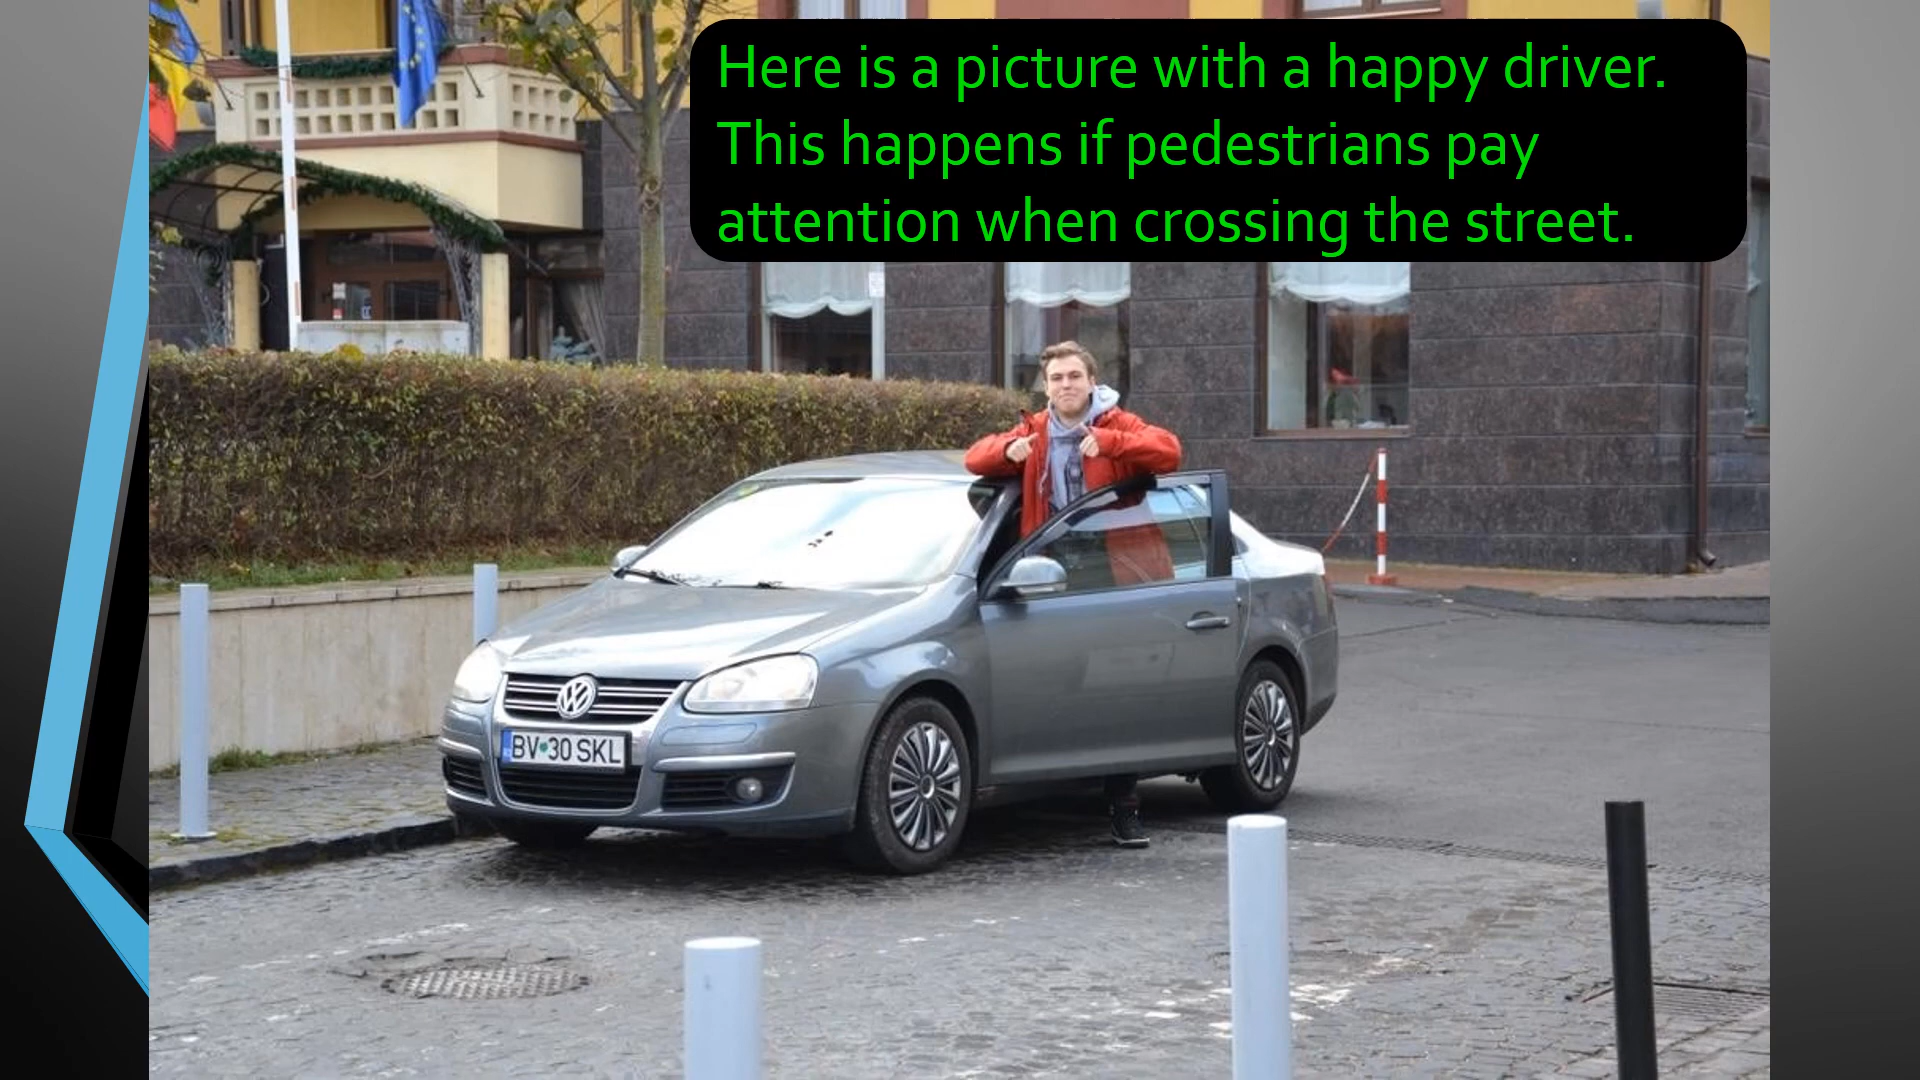 Here is a picture with a happy driver.
This happens if pedestrians pay
attention when crossing the street.
BV 30 SKL